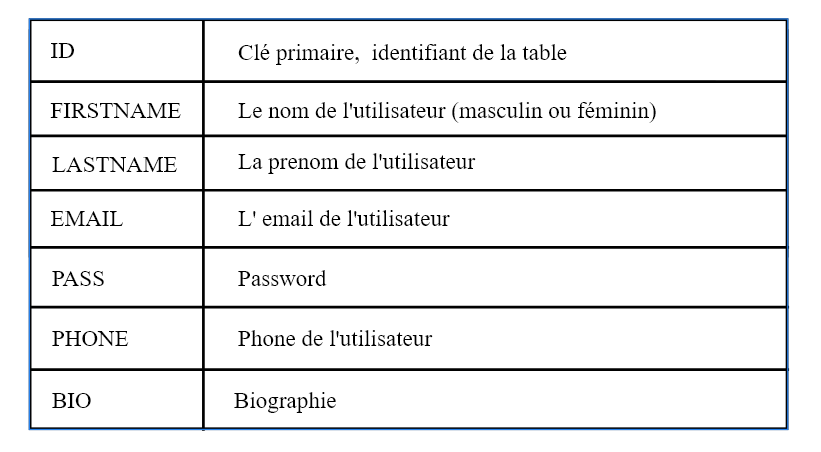 ID Clé primaire, identifiant de la table
FIRSTNAME Le nom de l'utilisateur (masculin ou féminin)
LASTNAME La prenom de l'utilisateur
EMAIL L' email de l'utilisateur
PASS Password
PHONE Phone de l'utilisateur
BIO Biographie